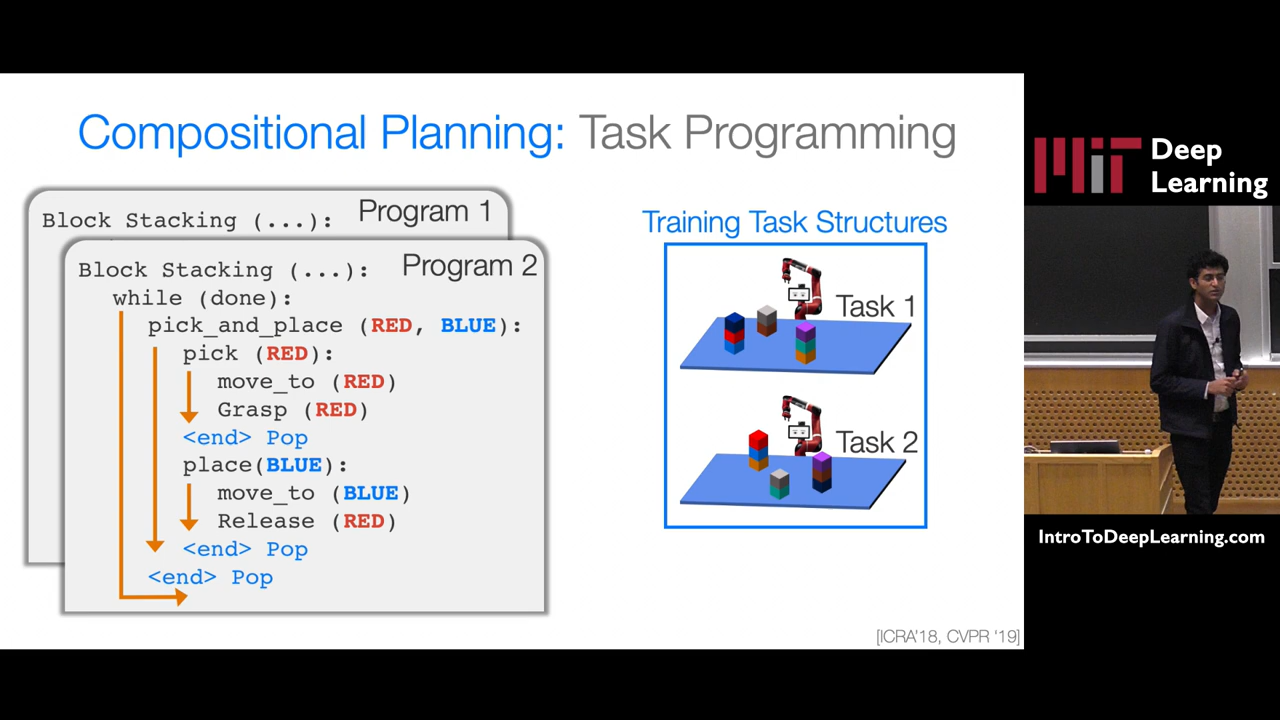 Compositional Planning: Task Programming
Block Stacking (...): Program 1
Block Stacking (...): Program 2
while (done):
pick_and_place (RED, BLUE):
pick (RED):
move_to (RED)
Grasp (RED)
<end> Pop
place(BLUE):
move_to (BLUE)
Release (RED)
<end> Pop
<end> Pop
Training Task Structures
Task 1
Task 2
[ICRA'18, CVPR '19]
MIT Deep
Learning
IntroToDeepLearning.com